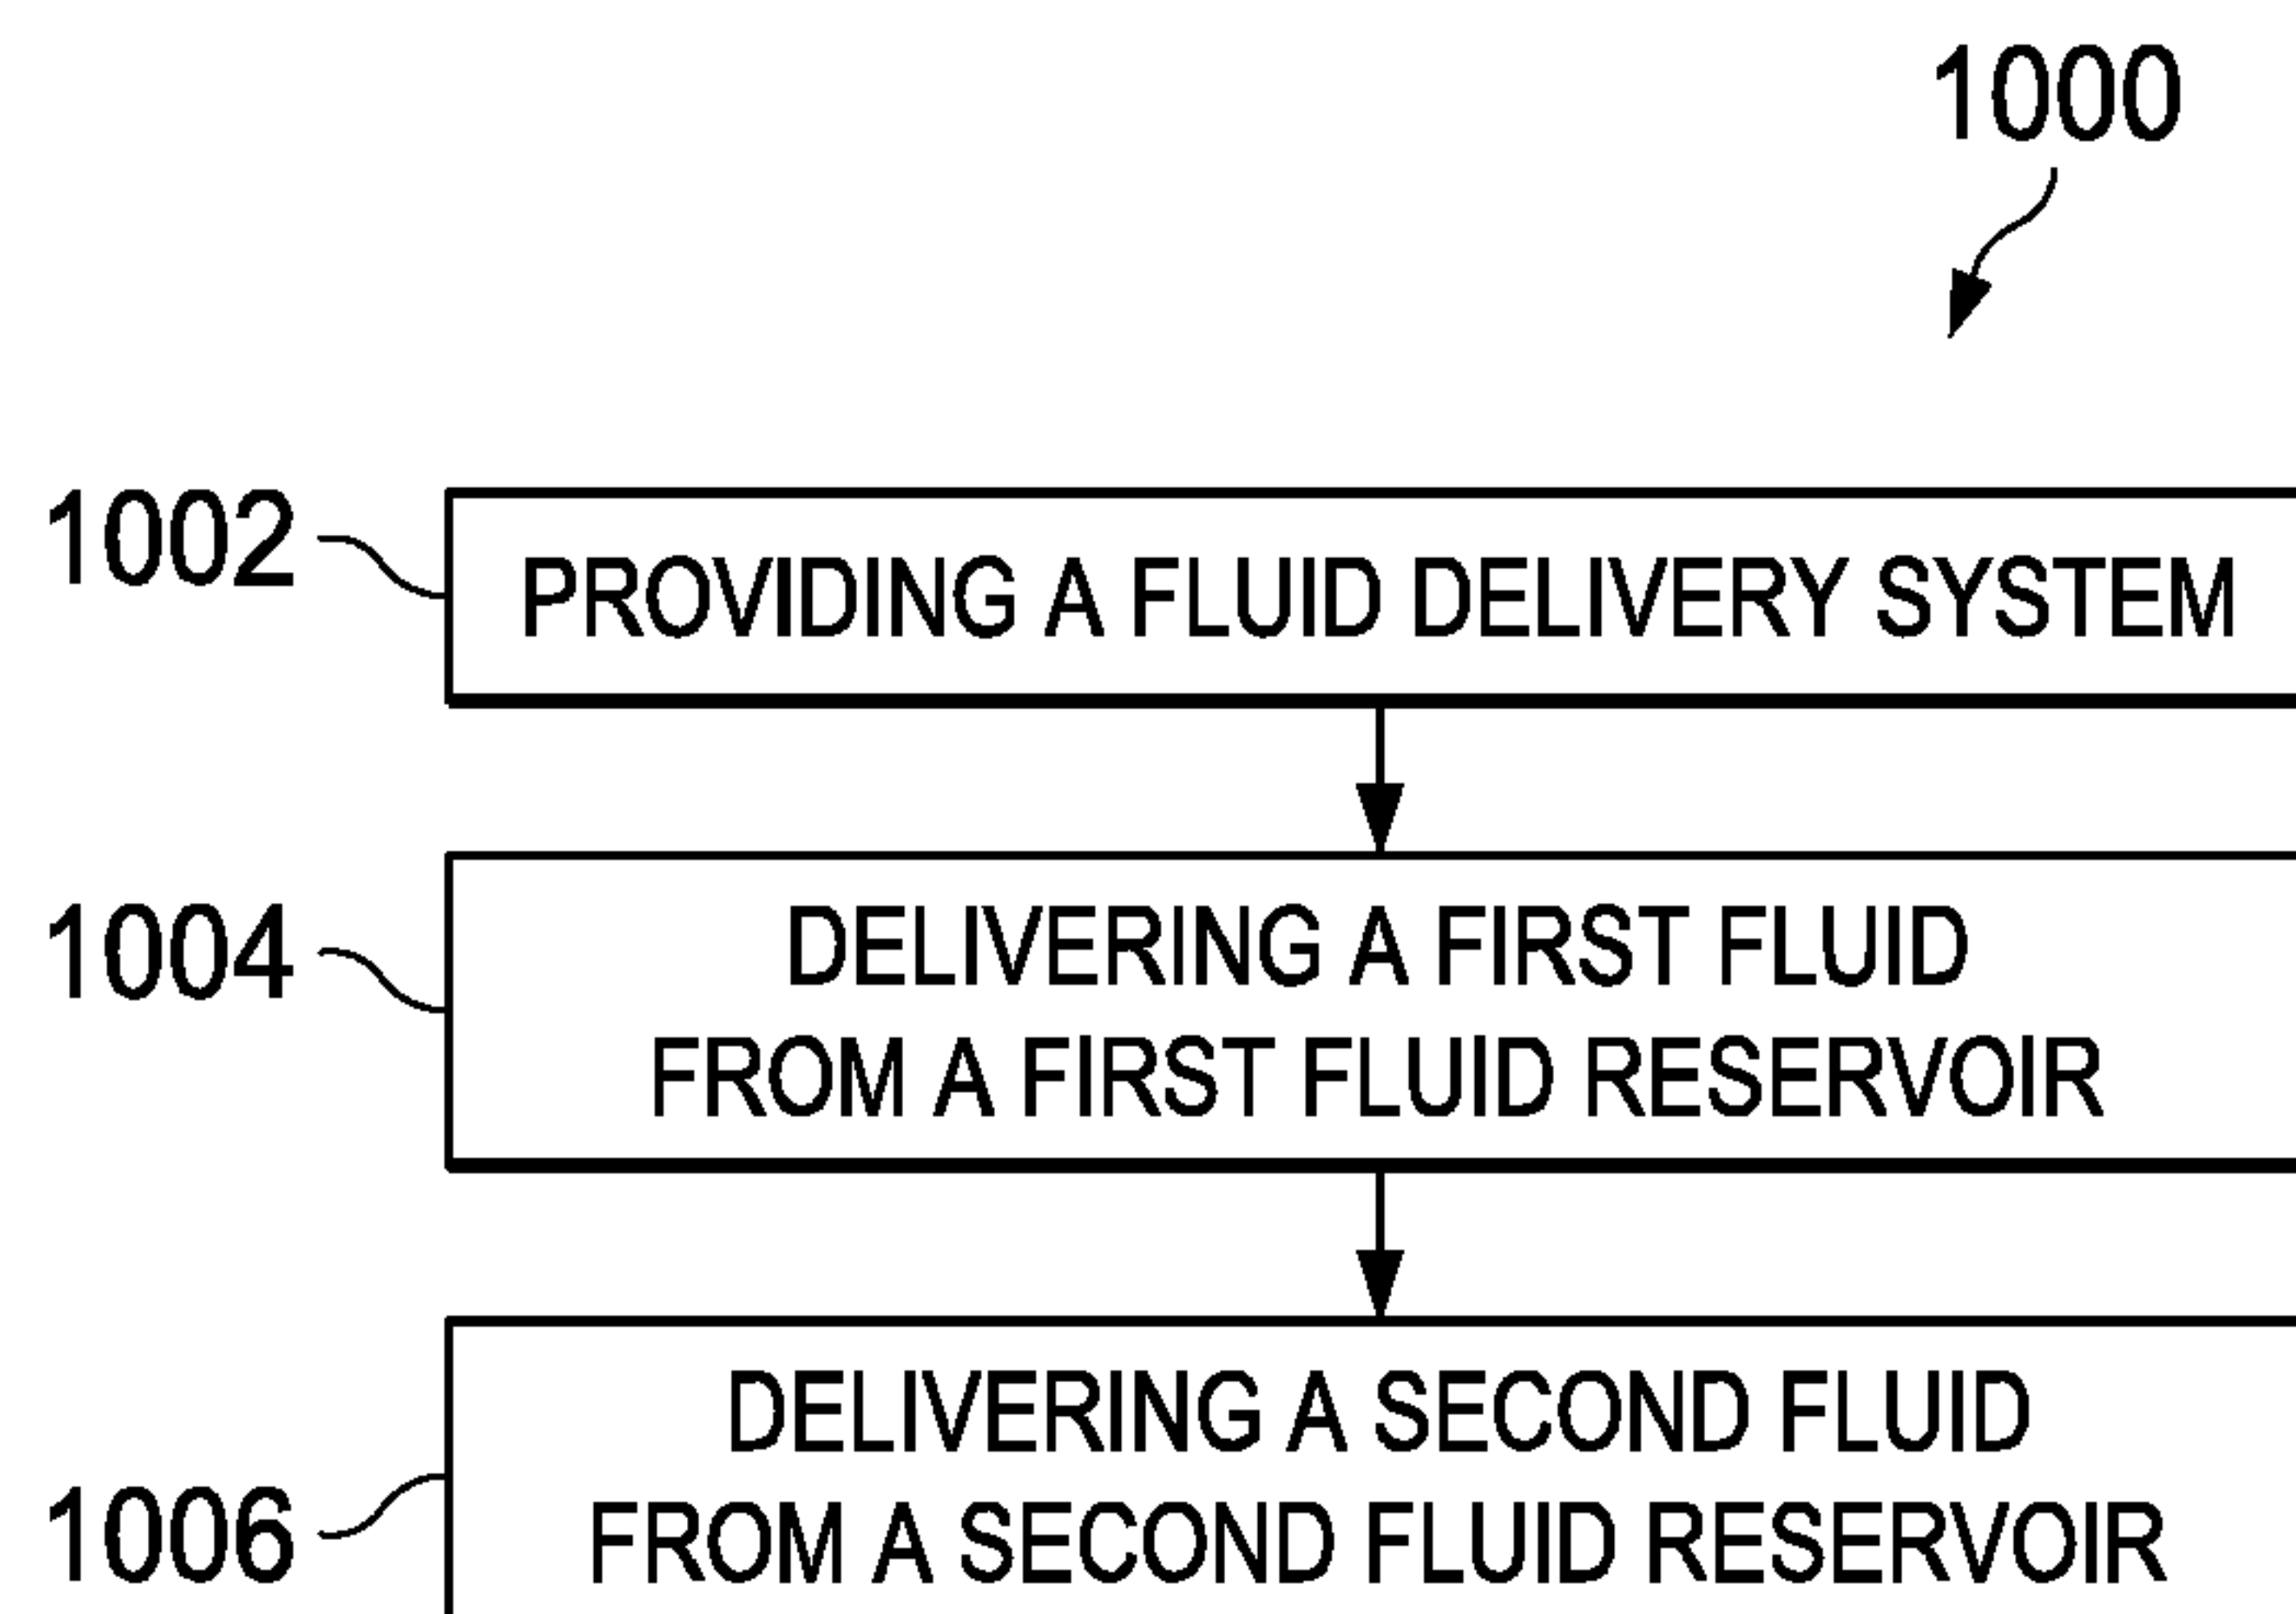 1000
1002
PROVIDING A FLUID DELIVERY SYSTEM
1004
DELIVERING A FIRST FLUID
FROM A FIRST FLUID RESERVOIR
1006
DELIVERING A SECOND FLUID
FROM A SECOND FLUID RESERVOIR